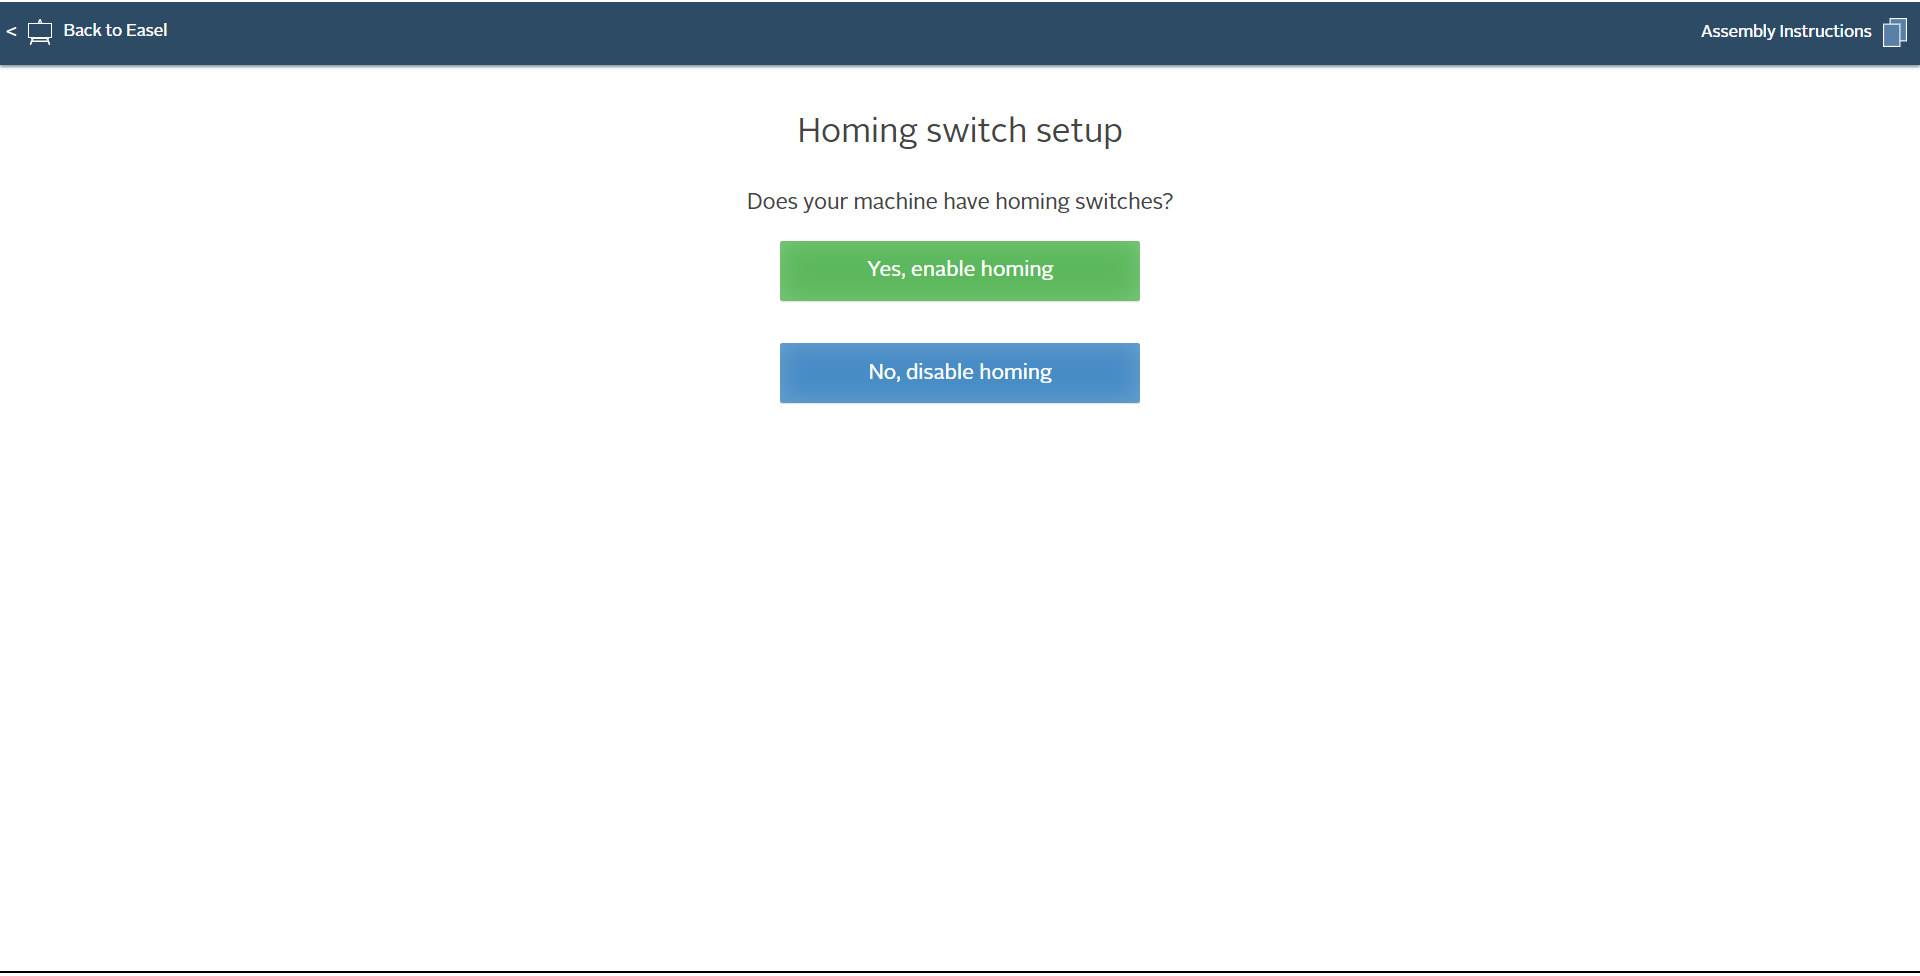 < Back to Easel
Assembly Instructions
Homing switch setup
Does your machine have homing switches?
Yes, enable homing
No, disable homing